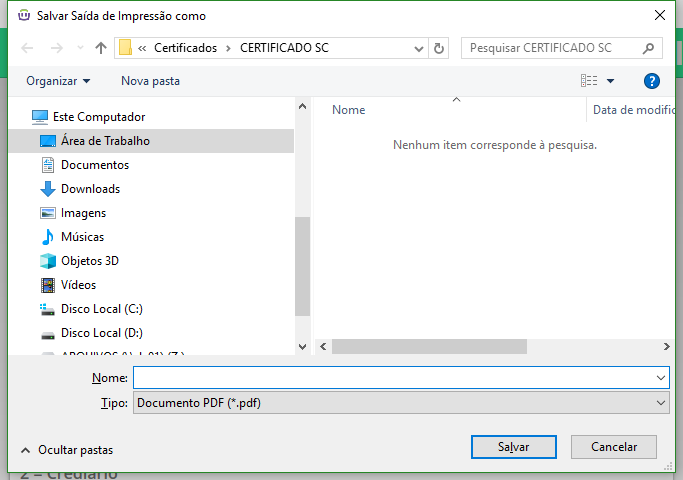 Salvar Saída de Impressão como
« Certificados › CERTIFICADO SC
Pesquisar CERTIFICADO SC
Organizar
Nova pasta
?
Este Computador
Área de Trabalho
Documentos
Downloads
Imagens
Músicas
Objetos 3D
Vídeos
Disco Local (C:)
Disco Local (D:)
Nome
Data de modific
Nenhum item corresponde à pesquisa.
Nome:
Tipo: Documento PDF (*.pdf)
Ocultar pastas
Salvar
Cancelar
2 – Crediário